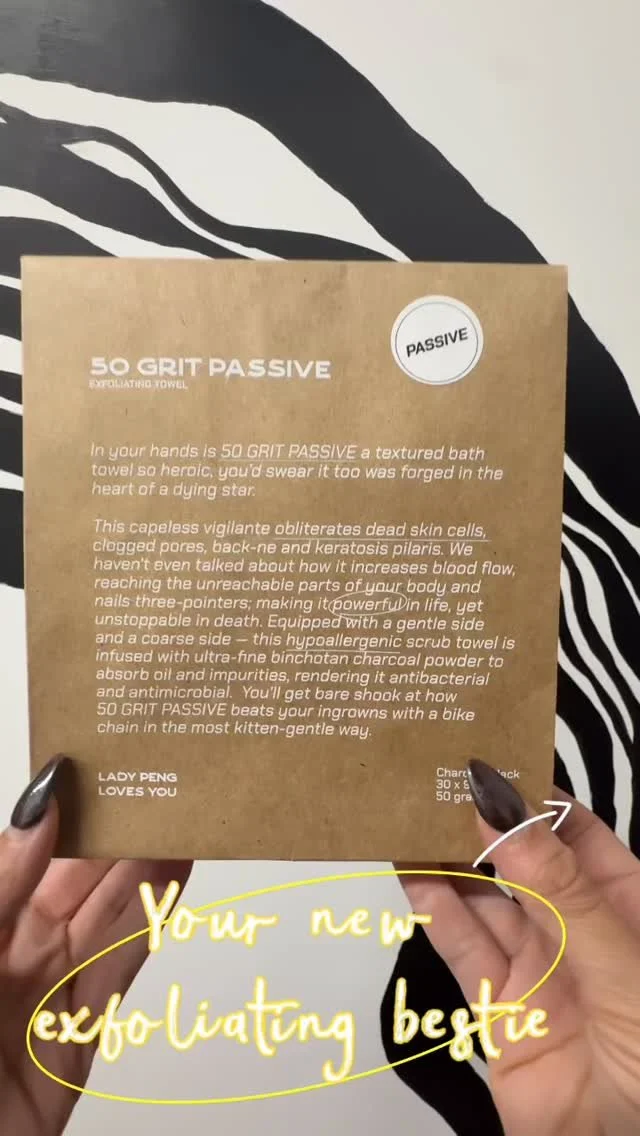 PASSIVE
50 GRIT PASSIVE
EXFOLIATING TOWEL
In your hands is 50 GRIT PASSIVE a textured bath
towel so heroic, you'd swear it too was forged in the
heart of a dying star.
This capeless vigilante obliterates dead skin cells,
clogged pores, back-ne and keratosis pilaris. We
haven't even talked about how it increases blood flow,
reaching the unreachable parts of your body and
nails three-pointers; making it powerful in life, yet
unstoppable in death. Equipped with a gentle side
and a coarse side – this hypoallergenic scrub towel is
infused with ultra-fine binchotan charcoal powder to
absorb oil and impurities, rendering it antibacterial
and antimicrobial. You'll get bare shook at how
50 GRIT PASSIVE beats your ingrowns with a bike
chain in the most kitten-gentle way.
LADY PENG
LOVES YOU
30 x
50
Your new
exfoliating bestie